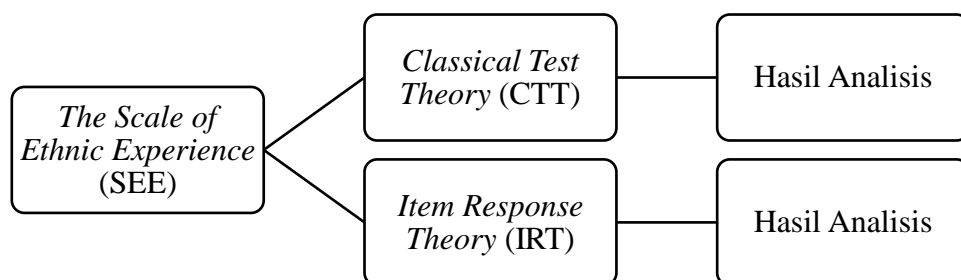 The Scale of
Ethnic Experience
(SEE)
Classical Test
Theory (CTT)
Hasil Analisis
Item Response
Theory (IRT)
Hasil Analisis